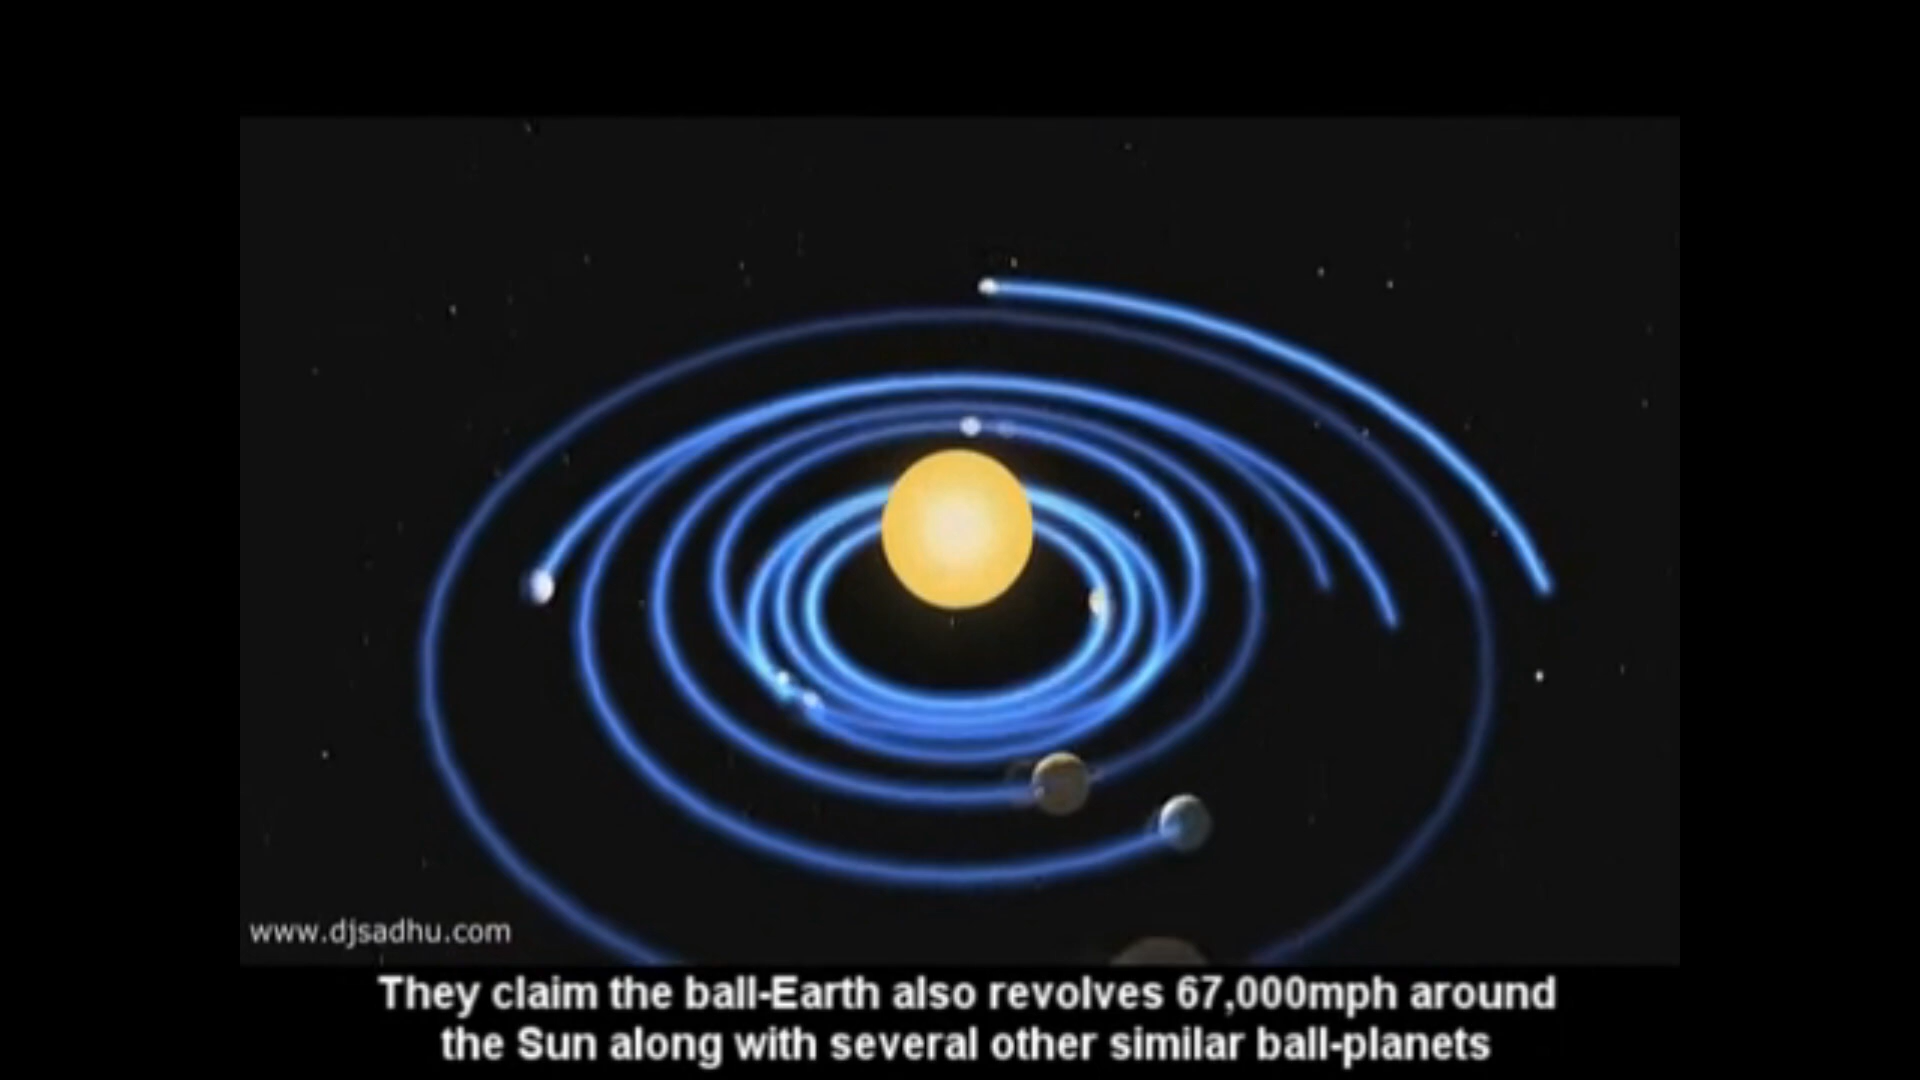 www.djsadhu.com
They claim the ball-Earth also revolves 67,000mph around
the Sun along with several other similar ball-planets